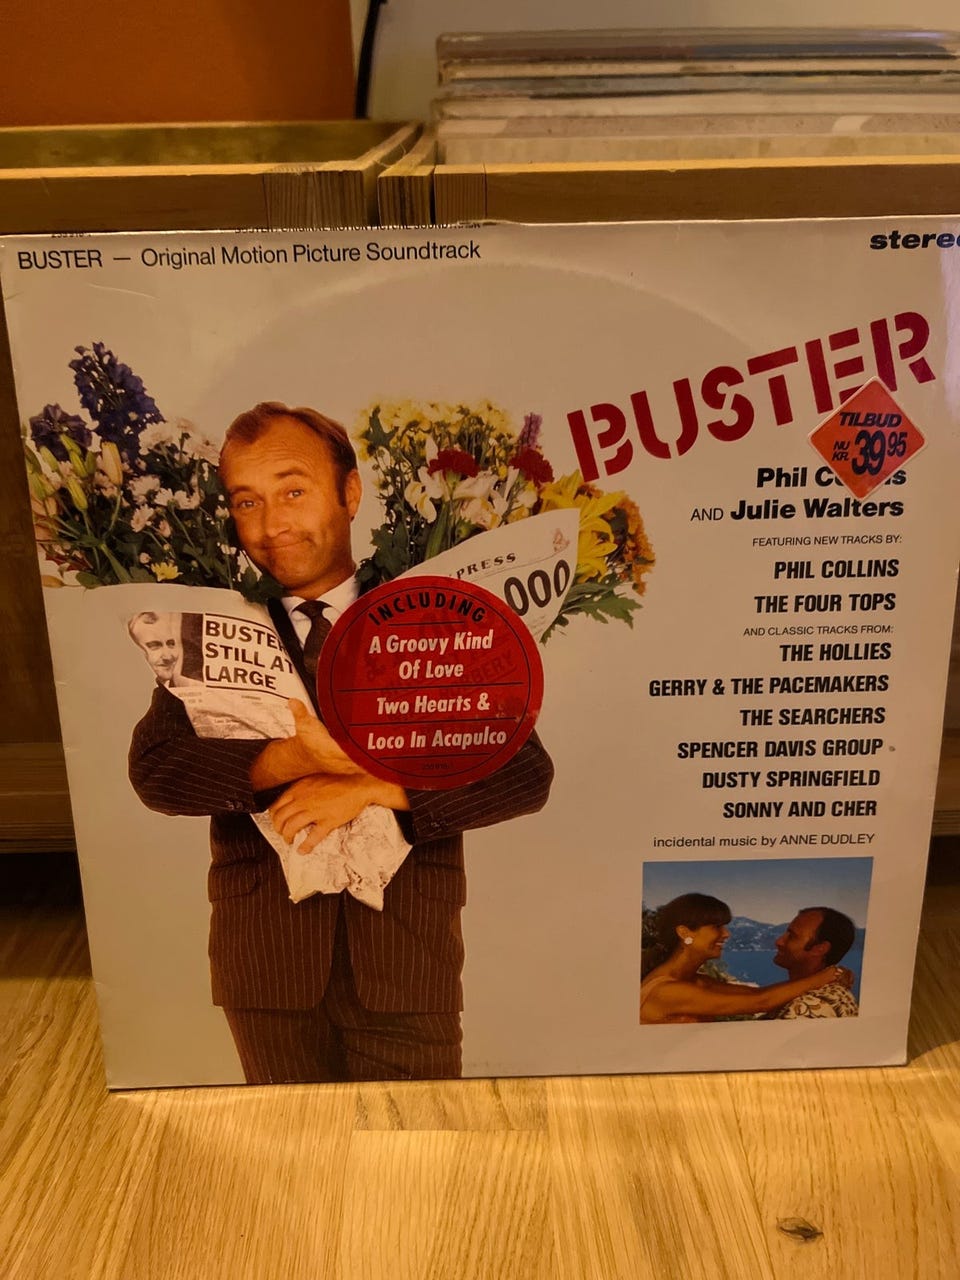 BUSTER — Original Motion Picture Soundtrack
stereo
BUSTER
TILBUD
NU
KR.
39 95
Phil
AND Julie Walters
FEATURING NEW TRACKS BY:
PHIL COLLINS
THE FOUR TOPS
AND CLASSIC TRACKS FROM:
THE HOLLIES
GERRY & THE PACEMAKERS
THE SEARCHERS
SPENCER DAVIS GROUP
DUSTY SPRINGFIELD
SONNY AND CHER
incidental music by ANNE DUDLEY
PRESS
000
BUSTER
STILL AT
LARGE
INCLUDING
A Groovy Kind
Of Love
Two Hearts &
Loco In Acapulco